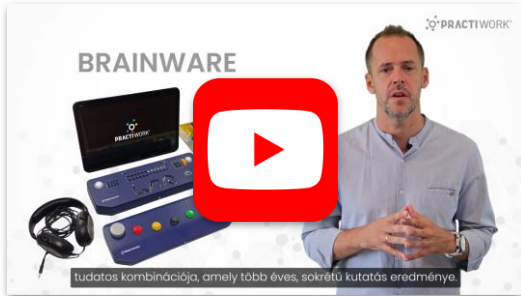 PRACTIWORK
BRAINWARE
PRACTIWORK
tudatos kombinációja, amely több éves, sokrétű kutatás eredménye.